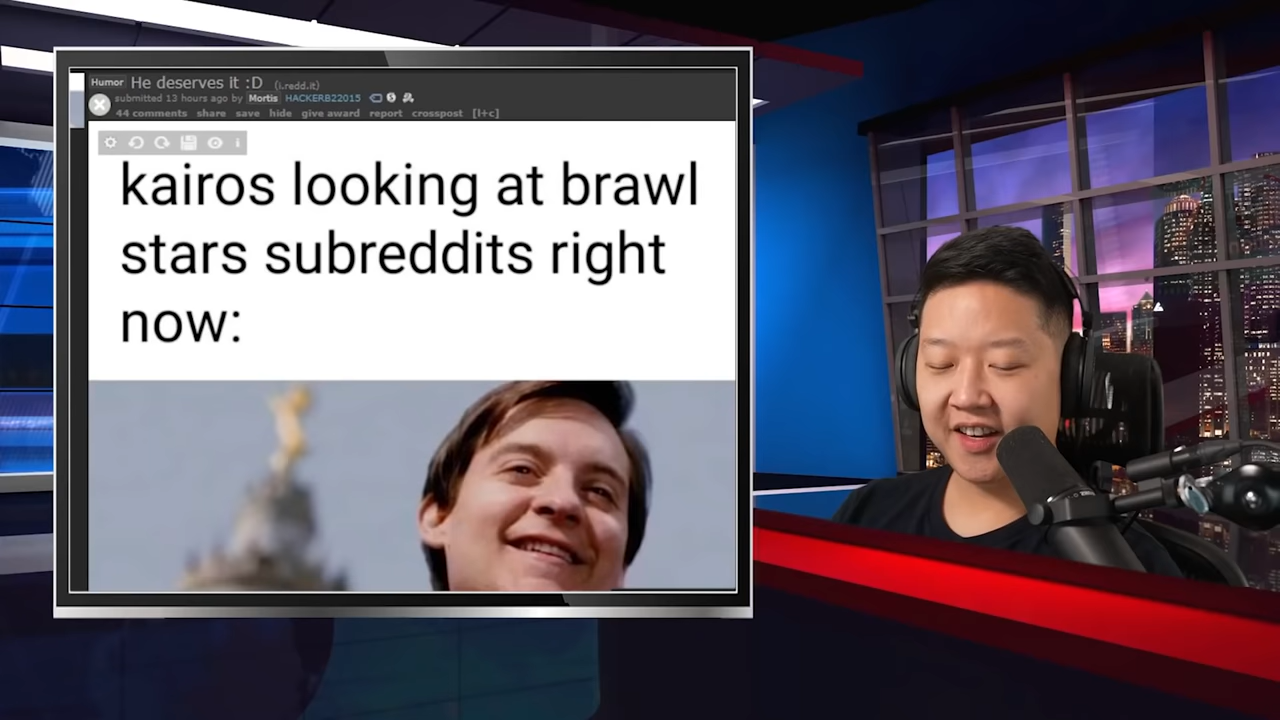 Humor He deserves it :D (i.redd.it)
submitted 13 hours ago by Mortis HACKERB22015
44 comments share save hide give award report crosspost [l+c]
kairos looking at brawl
stars subreddits right
now: